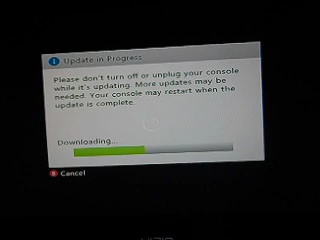 i Update in Progress
Please don't turn off or unplug your console
while it's updating. More updates may be
needed. Your console may restart when the
update is complete.
Downloading...
B Cancel